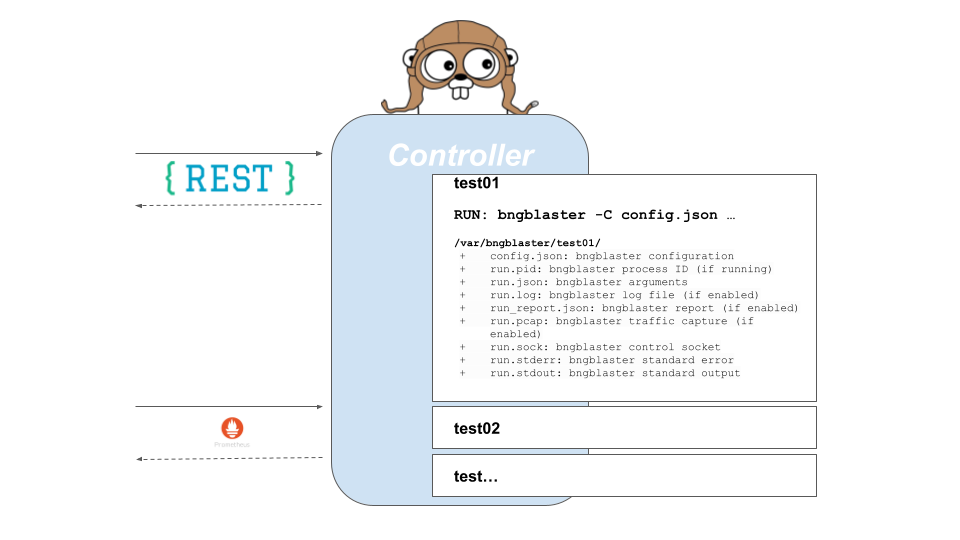 Controller
{ REST }
test01
RUN: bngblaster -C config.json …
/var/bngblaster/test01/
+ config.json: bngblaster configuration
+ run.pid: bngblaster process ID (if running)
+ run.json: bngblaster arguments
+ run.log: bngblaster log file (if enabled)
+ run_report.json: bngblaster report (if enabled)
+ run.pcap: bngblaster traffic capture (if
enabled)
+ run.sock: bngblaster control socket
+ run.stderr: bngblaster standard error
+ run.stdout: bngblaster standard output
Prometheus
test02
test…